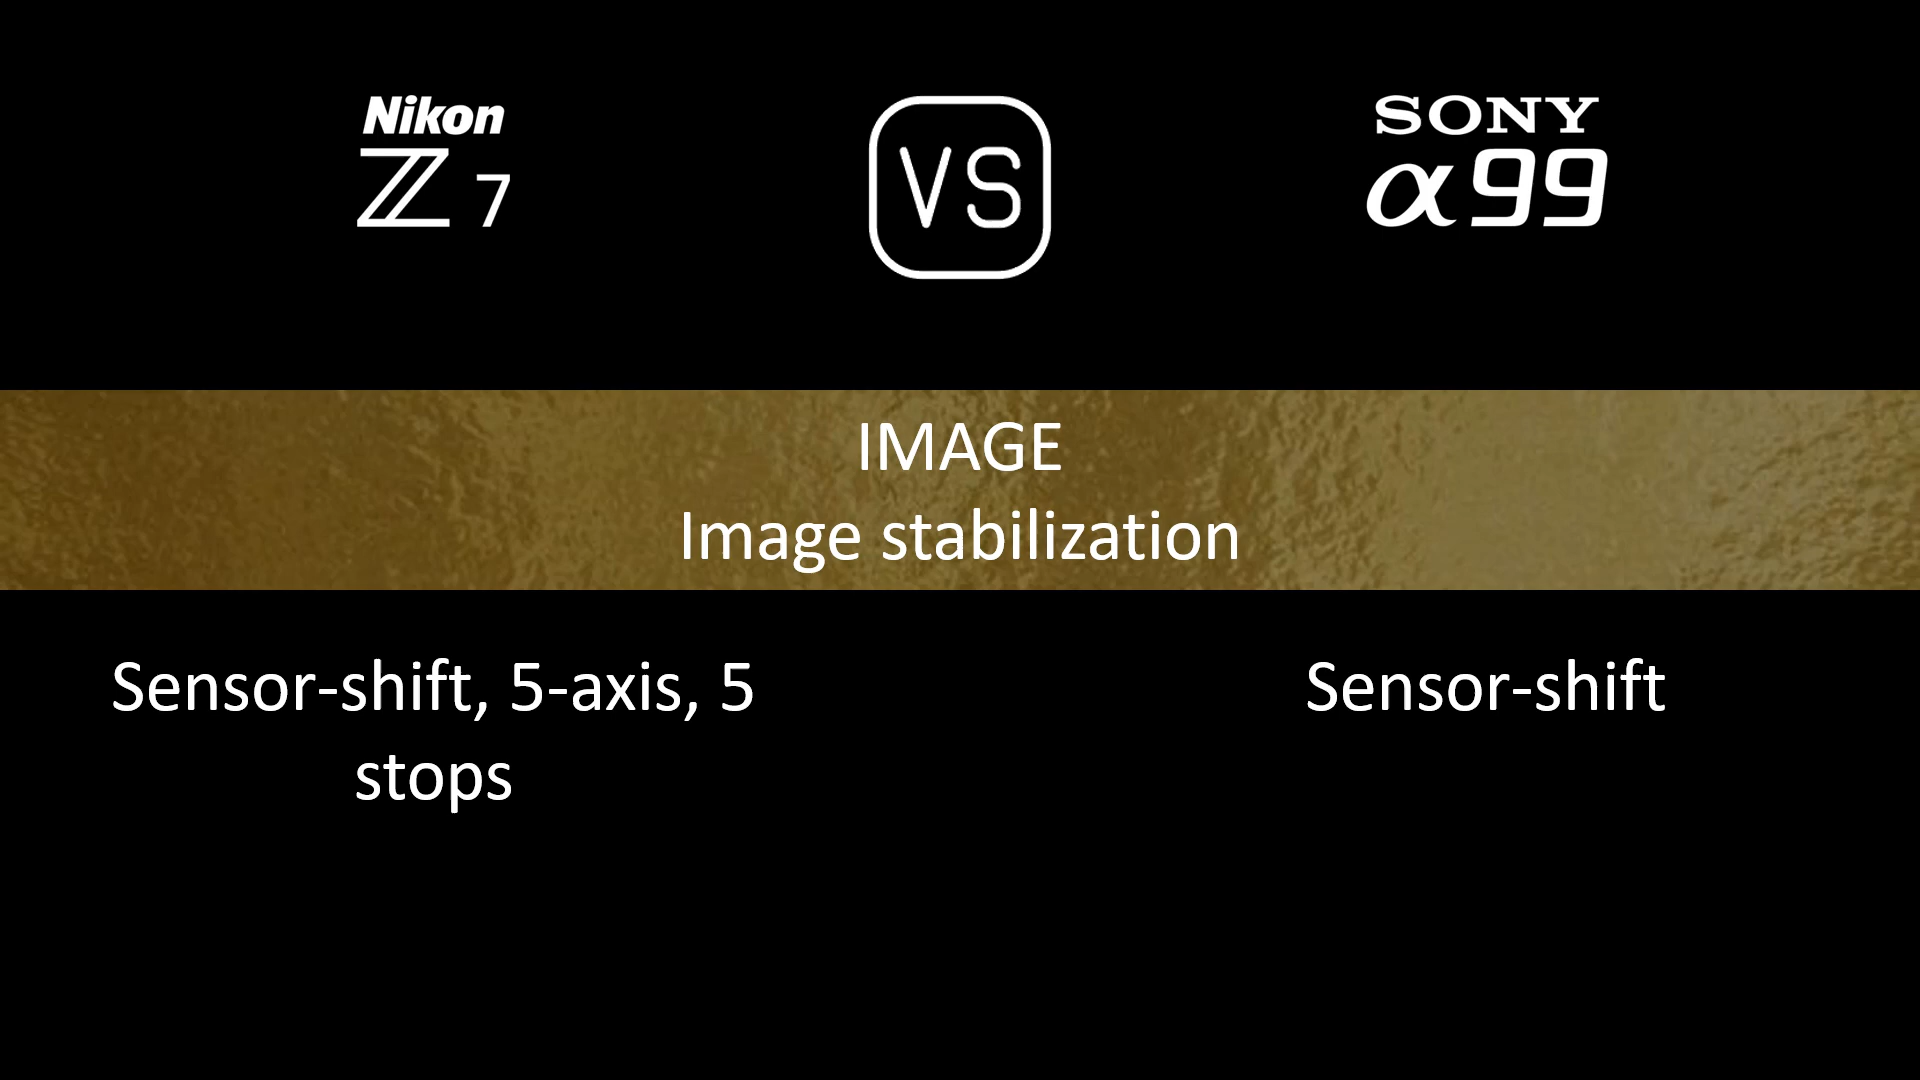 Nikon
Z 7
VS
SONY
α99
IMAGE
Image stabilization
Sensor-shift, 5-axis, 5
stops
Sensor-shift